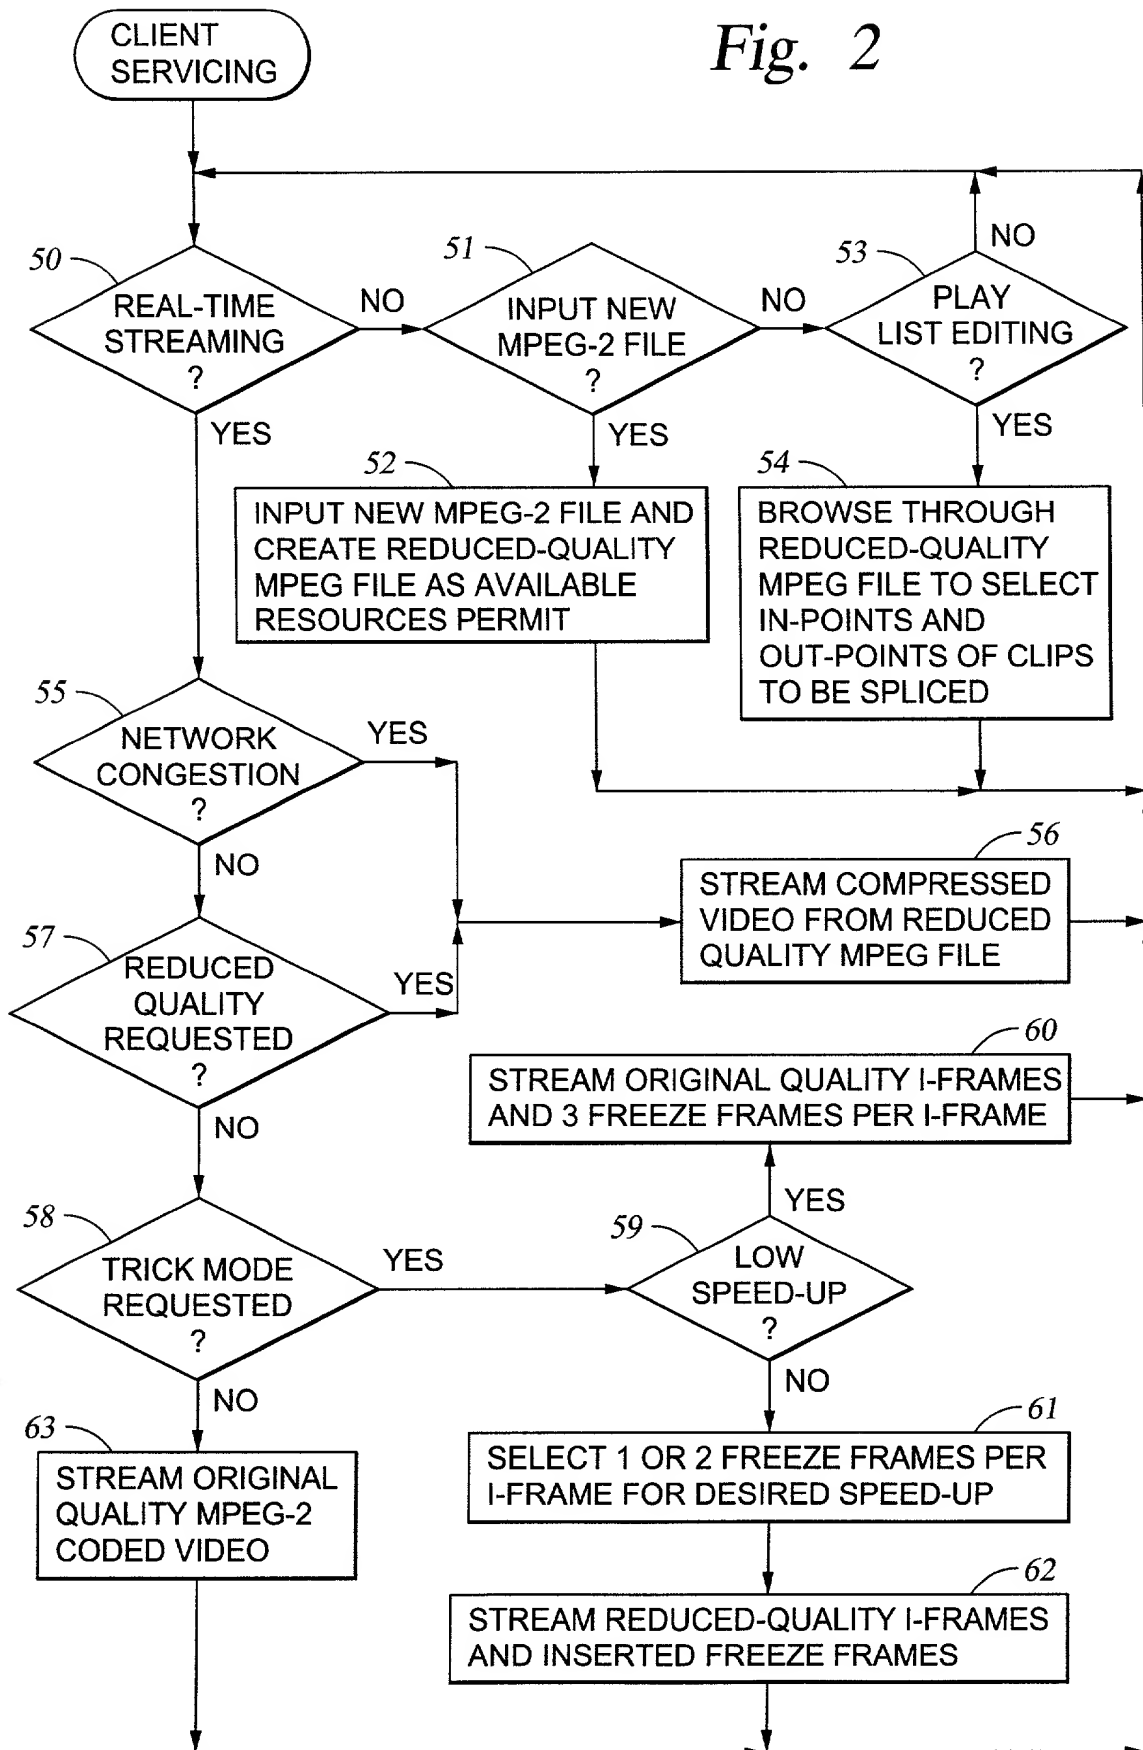 CLIENT
SERVICING
Fig. 2
50
REAL-TIME
STREAMING
?
NO
YES
51
INPUT NEW
MPEG-2 FILE
?
NO
YES
53
NO
PLAY
LIST EDITING
?
YES
52
INPUT NEW MPEG-2 FILE AND
CREATE REDUCED-QUALITY
MPEG FILE AS AVAILABLE
RESOURCES PERMIT
54
BROWSE THROUGH
REDUCED-QUALITY
MPEG FILE TO SELECT
IN-POINTS AND
OUT-POINTS OF CLIPS
TO BE SPLICED
55
NETWORK
CONGESTION
?
YES
NO
56
STREAM COMPRESSED
VIDEO FROM REDUCED
QUALITY MPEG FILE
57
REDUCED
QUALITY
REQUESTED
?
YES
NO
60
STREAM ORIGINAL QUALITY I-FRAMES
AND 3 FREEZE FRAMES PER I-FRAME
58
TRICK MODE
REQUESTED
?
YES
NO
59
YES
LOW
SPEED-UP
?
NO
63
STREAM ORIGINAL
QUALITY MPEG-2
CODED VIDEO
61
SELECT 1 OR 2 FREEZE FRAMES PER
I-FRAME FOR DESIRED SPEED-UP
62
STREAM REDUCED-QUALITY I-FRAMES
AND INSERTED FREEZE FRAMES